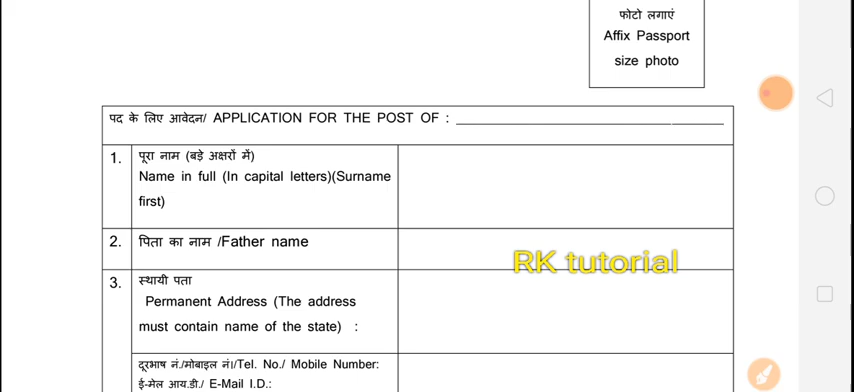 फोटो लगाएं
Affix Passport
size photo
पद के लिए आवेदन/ APPLICATION FOR THE POST OF : ____________________
1. पूरा नाम (बड़े अक्षरों में)
Name in full (In capital letters)(Surname
first)
2. पिता का नाम /Father name
RK tutorial
3. स्थायी पता
Permanent Address (The address
must contain name of the state) :
दूरभाष नं./मोबाइल नं।/Tel. No./ Mobile Number:
ई-मेल आय.डी./ E-Mail I.D.: